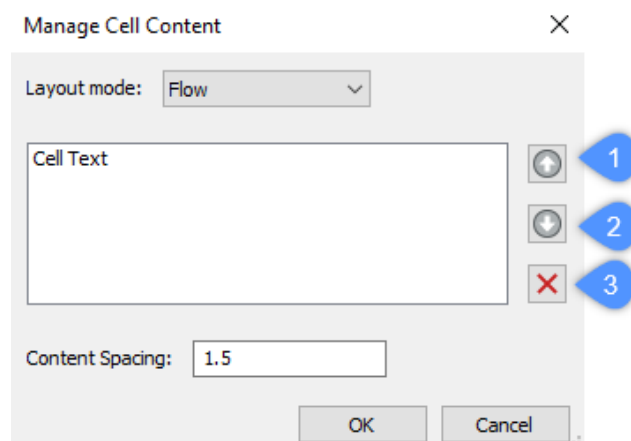 Manage Cell Content
Layout mode: Flow
Cell Text
1
2
3
Content Spacing: 1.5
OK Cancel